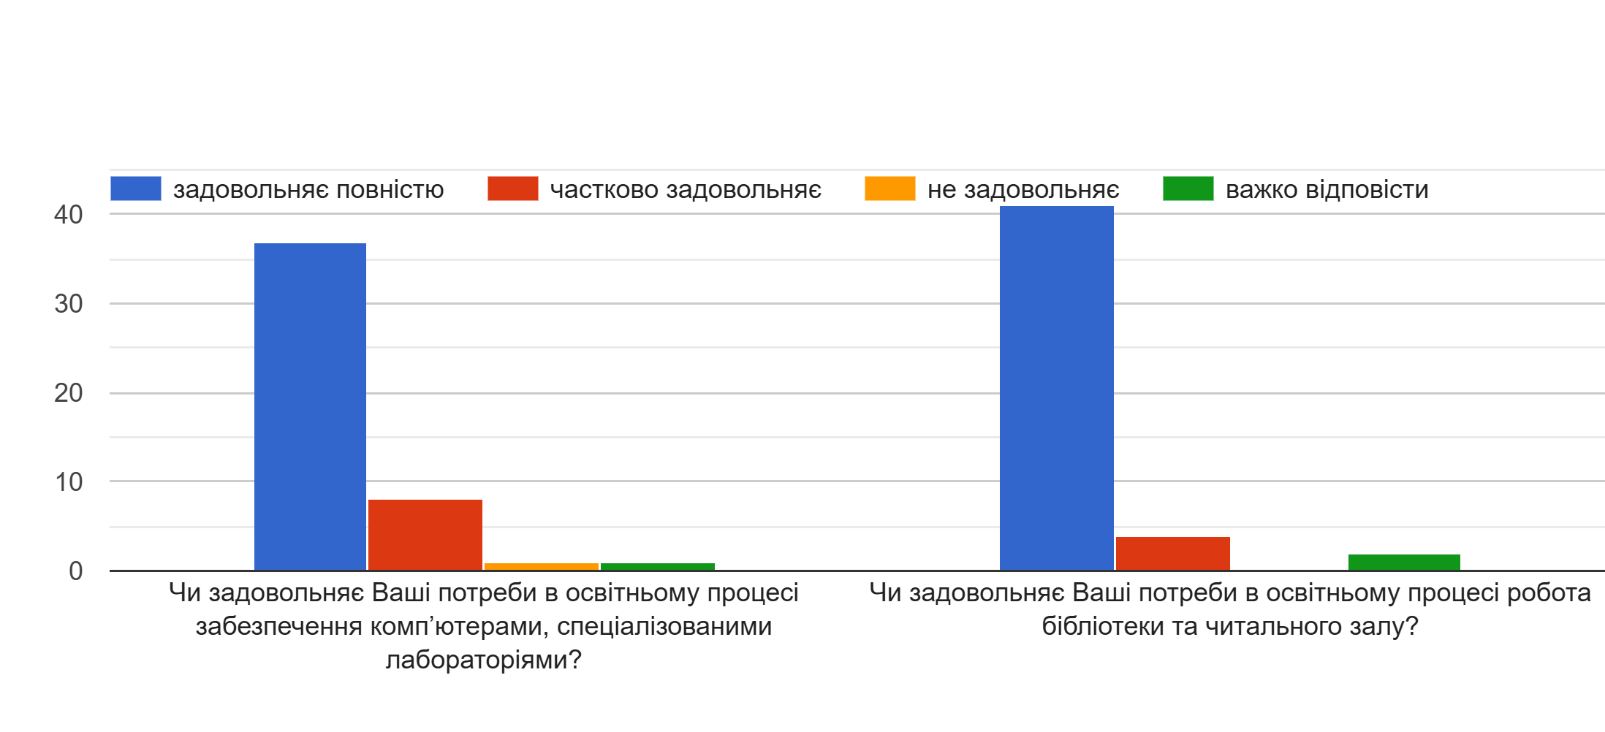 задовольняє повністю частково задовольняє не задовольняє важко відповісти
40
30
20
10
0
Чи задовольняє Ваші потреби в освітньому процесі
забезпечення комп’ютерами, спеціалізованими
лабораторіями?
Чи задовольняє Ваші потреби в освітньому процесі робота
бібліотеки та читального залу?